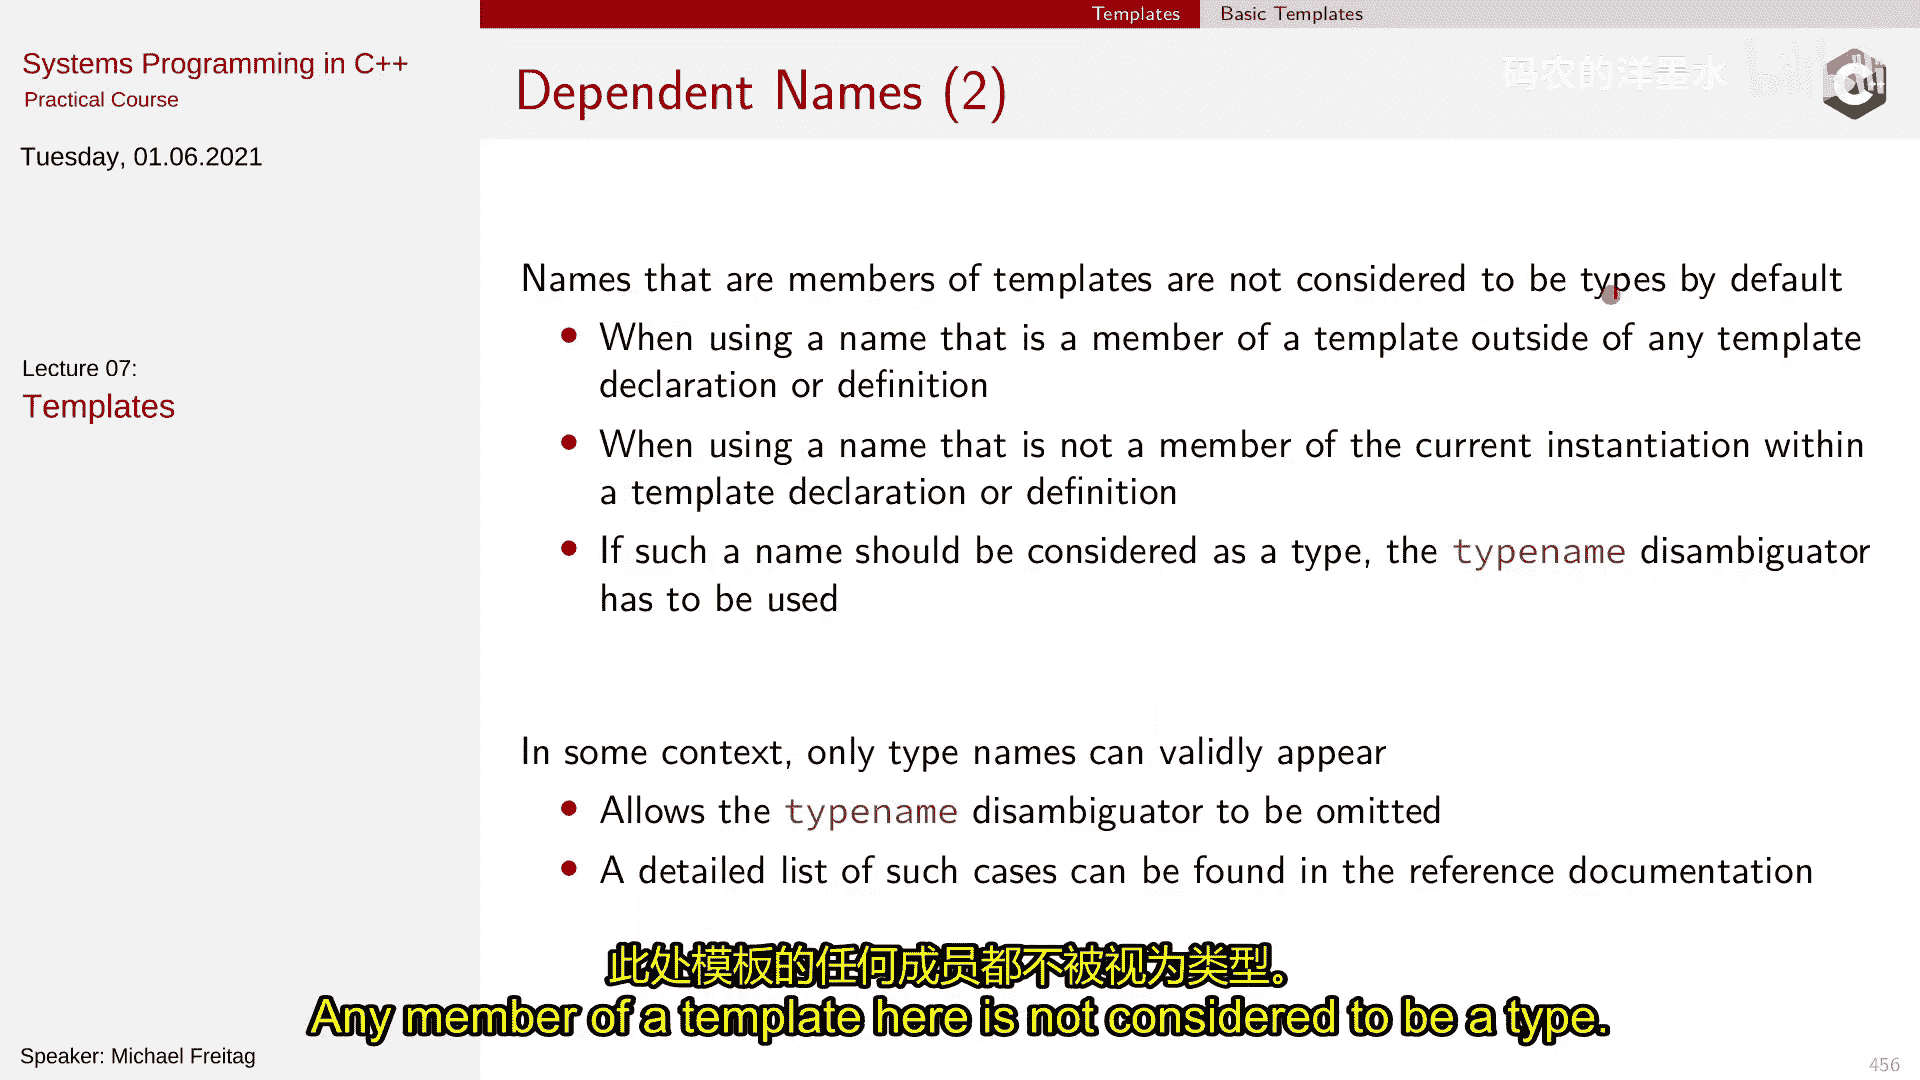 Templates
Basic Templates
Systems Programming in C++
Practical Course
Tuesday, 01.06.2021
Dependent Names (2)
码农的洋墨水
Names that are members of templates are not considered to be types by default
• When using a name that is a member of a template outside of any template
declaration or definition
• When using a name that is not a member of the current instantiation within
a template declaration or definition
• If such a name should be considered as a type, the typename disambiguator
has to be used
Lecture 07:
Templates
In some context, only type names can validly appear
• Allows the typename disambiguator to be omitted
• A detailed list of such cases can be found in the reference documentation
此处模板的任何成员都不被视为类型。
Any member of a template here is not considered to be a type.
Speaker: Michael Freitag
456